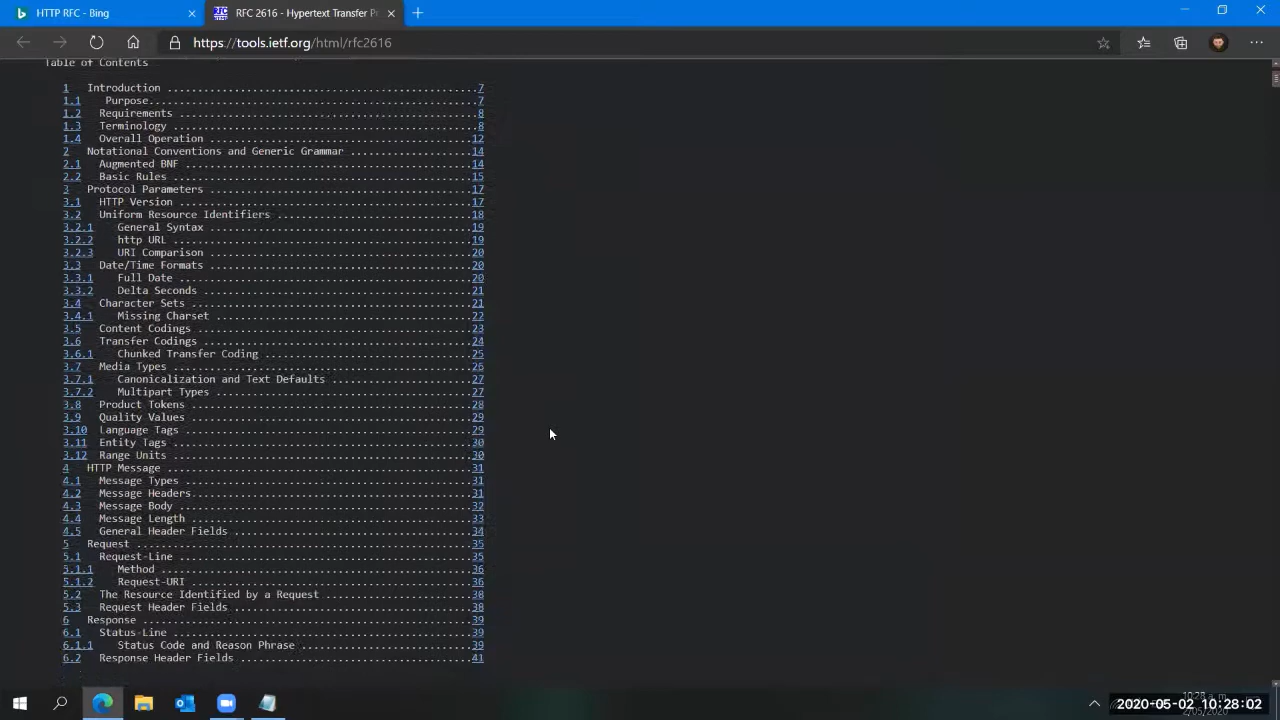 HTTP RFC - Bing
RFC 2616 - Hypertext Transfer Pr
https://tools.ietf.org/html/rfc2616
Table of Contents
1 Introduction ...................................................7
1.1 Purpose......................................................7
1.2 Requirements .................................................8
1.3 Terminology ..................................................8
1.4 Overall Operation ............................................12
2 Notational Conventions and Generic Grammar .....................14
2.1 Augmented BNF ................................................14
2.2 Basic Rules ..................................................15
3 Protocol Parameters ............................................17
3.1 HTTP Version .................................................17
3.2 Uniform Resource Identifiers .................................18
3.2.1 General Syntax .............................................19
3.2.2 http URL ...................................................19
3.2.3 URI Comparison .............................................20
3.3 Date/Time Formats ............................................20
3.3.1 Full Date ..................................................20
3.3.2 Delta Seconds ..............................................21
3.4 Character Sets ...............................................21
3.4.1 Missing Charset ............................................22
3.5 Content Codings ..............................................23
3.6 Transfer Codings .............................................24
3.6.1 Chunked Transfer Coding ....................................25
3.7 Media Types ..................................................26
3.7.1 Canonicalization and Text Defaults .........................27
3.7.2 Multipart Types ............................................27
3.8 Product Tokens ...............................................28
3.9 Quality Values ...............................................29
3.10 Language Tags ...............................................29
3.11 Entity Tags .................................................30
3.12 Range Units .................................................30
4 HTTP Message ...................................................31
4.1 Message Types ................................................31
4.2 Message Headers ..............................................31
4.3 Message Body .................................................32
4.4 Message Length ...............................................33
4.5 General Header Fields ........................................34
5 Request ........................................................35
5.1 Request-Line .................................................35
5.1.1 Method .....................................................36
5.1.2 Request-URI ................................................36
5.2 The Resource Identified by a Request .........................38
5.3 Request Header Fields ........................................38
6 Response .......................................................39
6.1 Status-Line ..................................................39
6.1.1 Status Code and Reason Phrase ..............................39
6.2 Response Header Fields .......................................41
2020-05-02 10:28:02